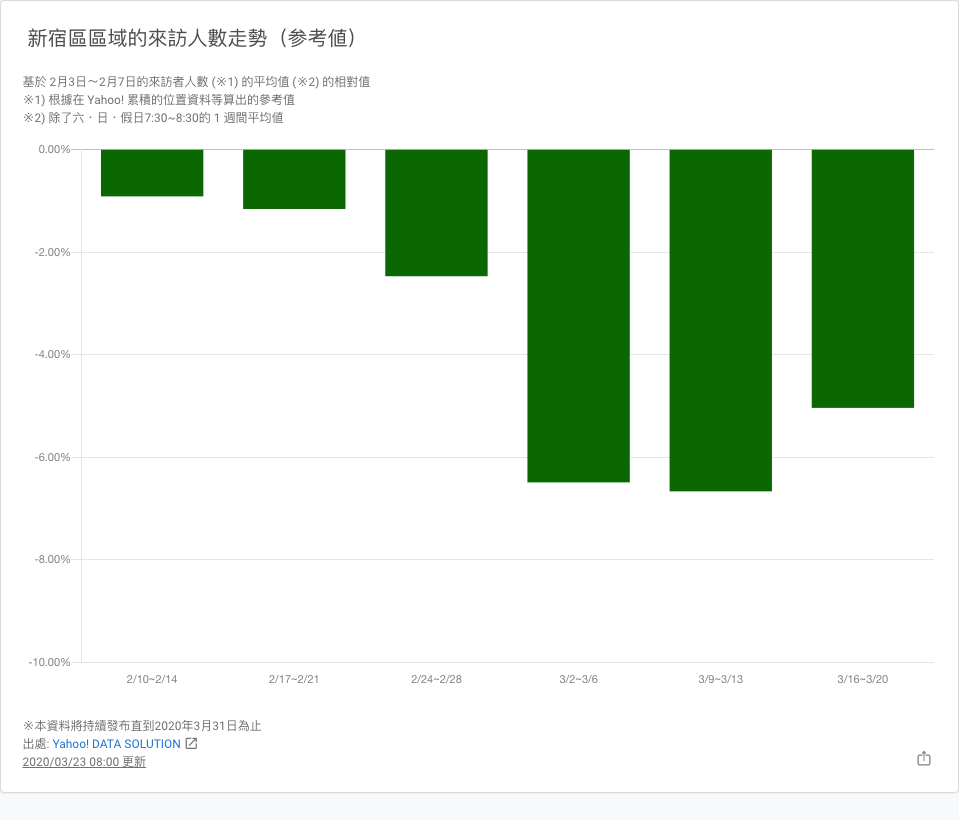 新宿區區域的來訪人數走勢（參考値）
基於 2月3日～2月7日的來訪者人數 (※1) 的平均值 (※2) 的相對值
※1) 根據在 Yahoo! 累積的位置資料等算出的參考值
※2) 除了六・日・假日7:30~8:30的 1 週間平均値
0.00%
-2.00%
-4.00%
-6.00%
-8.00%
-10.00%
2/10~2/14 2/17~2/21 2/24~2/28 3/2~3/6 3/9~3/13 3/16~3/20
※本資料將持續發布直到2020年3月31日為止
出處: Yahoo! DATA SOLUTION
2020/03/23 08:00 更新